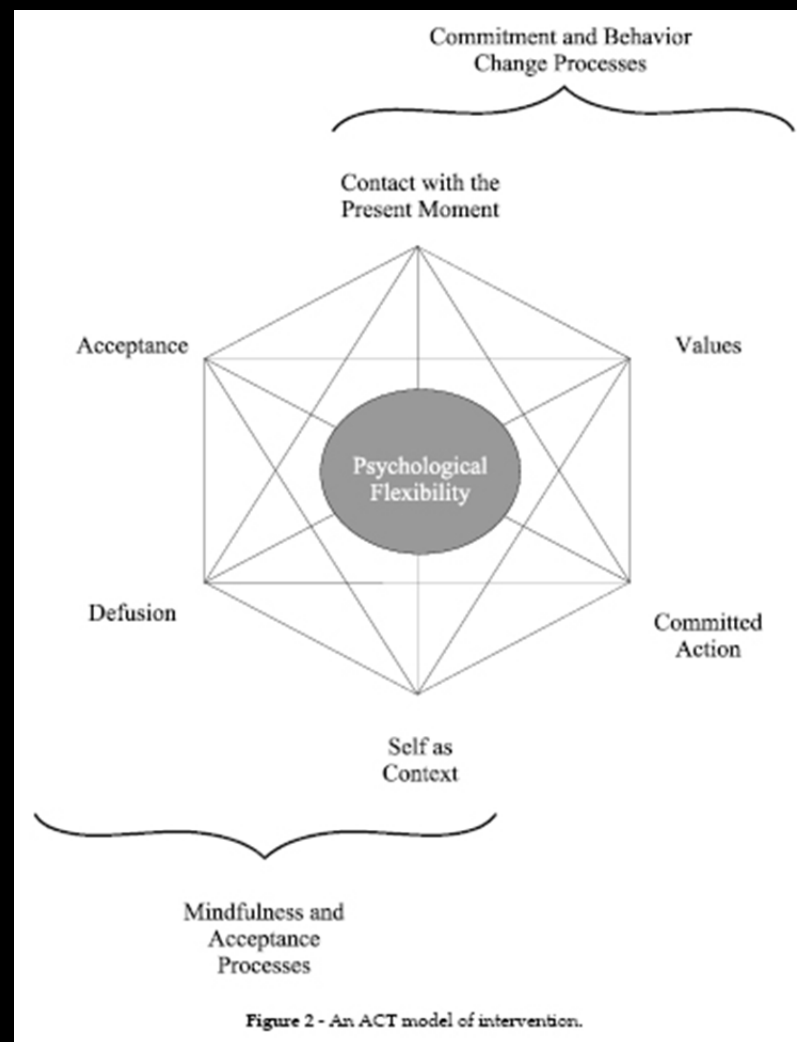 Commitment and Behavior
Change Processes
Contact with the
Present Moment
Acceptance
Values
Psychological
Flexibility
Defusion
Committed
Action
Self as
Context
Mindfulness and
Acceptance
Processes
Figure 2 - An ACT model of intervention.